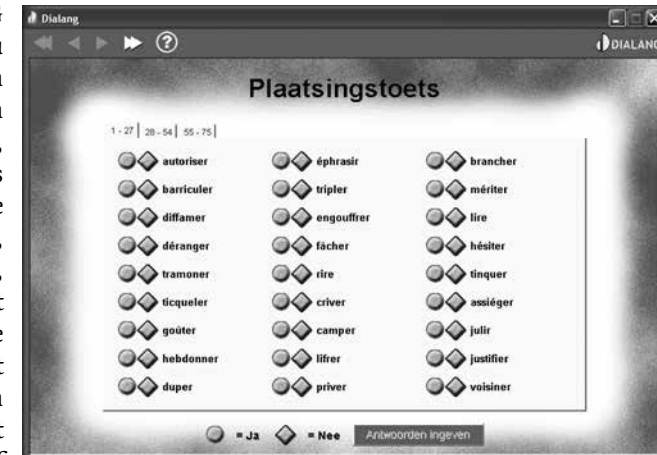 Dialang
DIALANG
Plaatsingstoets
1 - 27 | 28 - 54 | 55 - 75
autoriser éphrasir brancher
barriculer tripler mériter
diffamer engouffrer lire
déranger fâcher hésiter
tramoner rire tinquer
ticqueler criver assiéger
goûter camper julir
hebdonner lifrer justifier
duper priver voisiner
= Ja = Nee Antwoorden ingeven